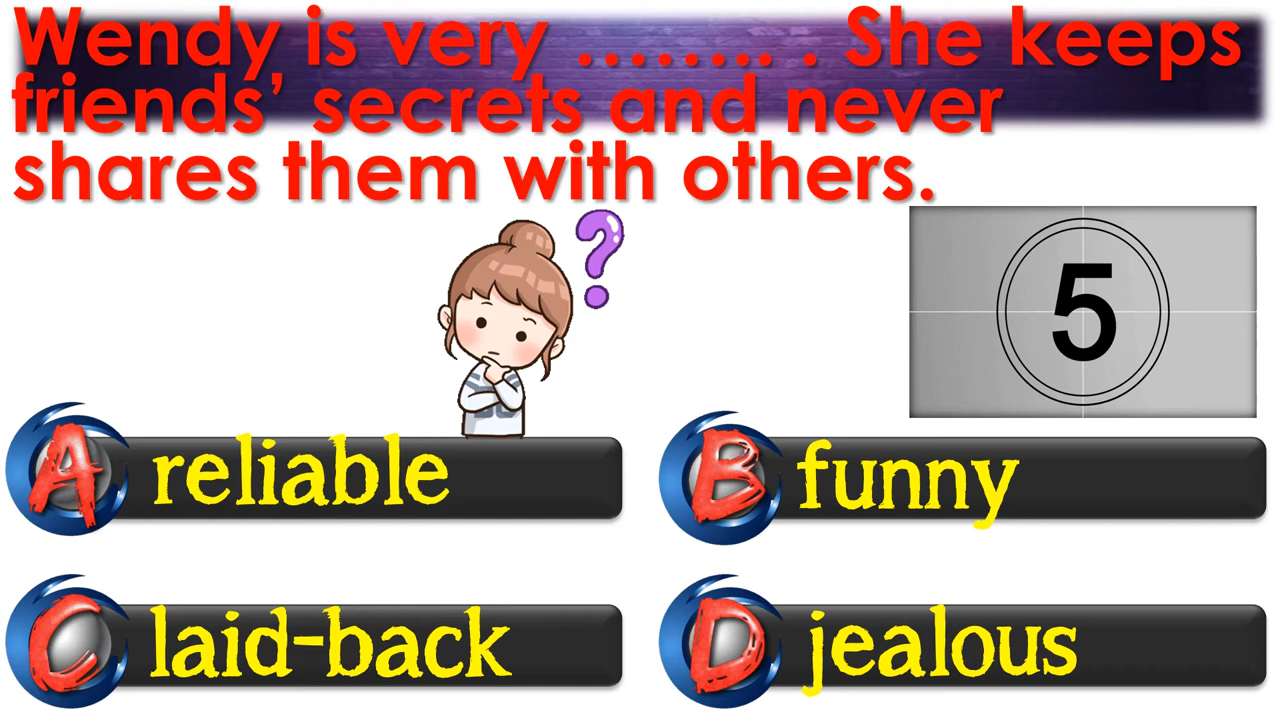 Wendy is very …….. . She keeps
friends’ secrets and never
shares them with others.
?
5
A reliable
B funny
C laid-back
D jealous